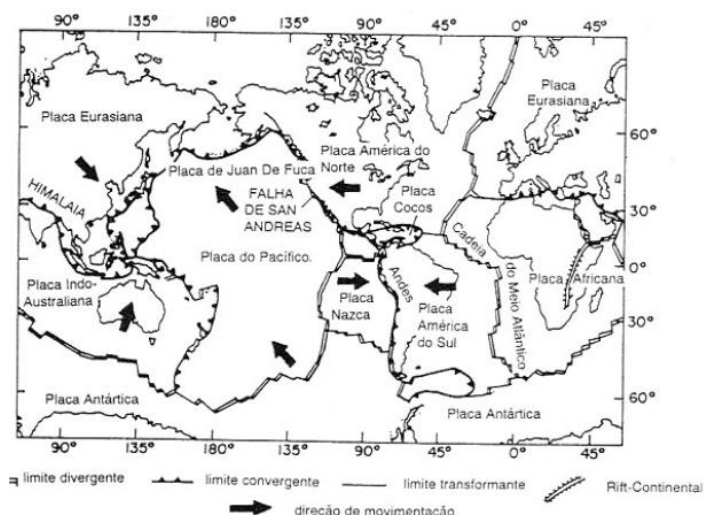 90° 135° 180° 135° 90° 45° 0° 45°
Placa Eurasiana
Placa Eurasiana
Placa América do
Norte
60°
Placa de Juan De Fuca
HIMALAIA
FALHA
DE SAN
ANDREAS
Placa
Cocos
30°
Cadeia
do Meio Atlântico
Placa do Pacífico.
0°
Placa Indo-
Australiana
Placa
Nazca
Andes
Placa
América
do Sul
Placa Africana
30°
60°
Placa Antártica
Placa Antártica
90° 135° 180° 135° 90° 45° 0° 45°
limite divergente limite convergente limite transformante Rift-Continental
direção de movimentação